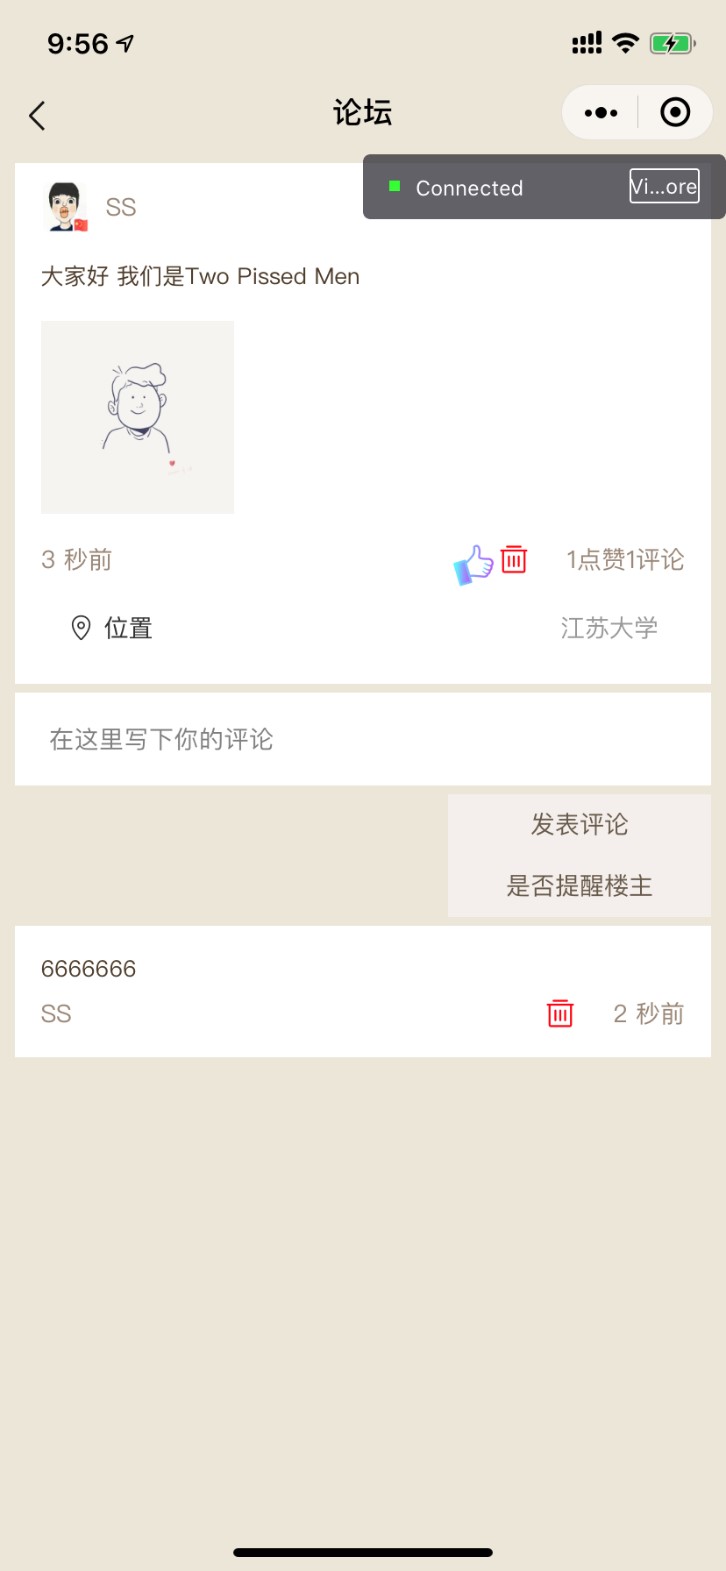 9:56
论坛
Connected
Vi...ore
SS
大家好 我们是Two Pissed Men
3 秒前
1点赞1评论
位置
江苏大学
在这里写下你的评论
发表评论
是否提醒楼主
6666666
SS
2 秒前